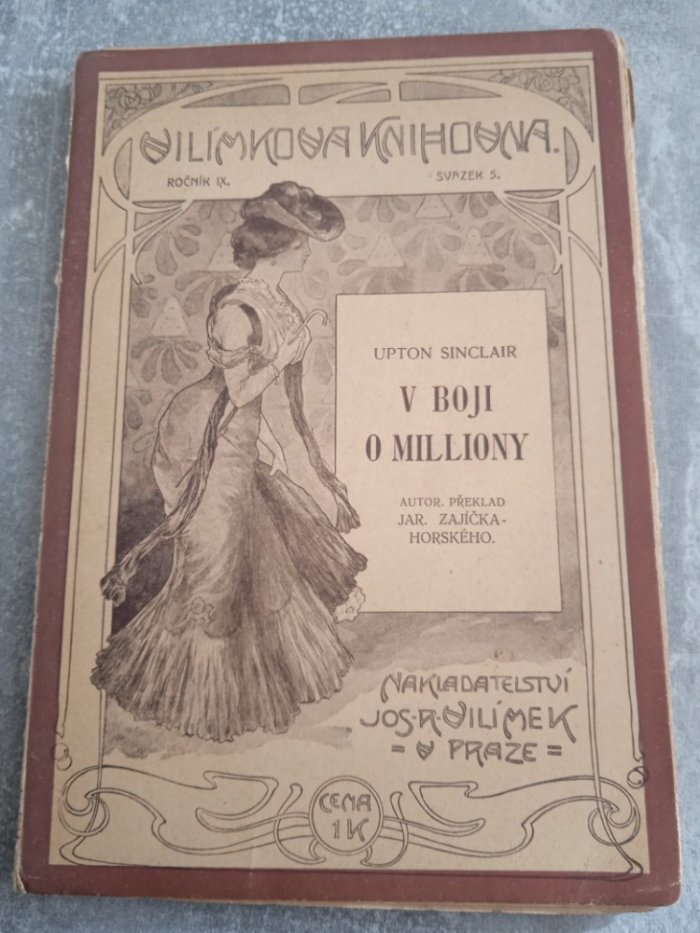 VILÍMKOVA KNIHOVNA.
ROČNÍK IX. SVAZEK 5.
UPTON SINCLAIR
V BOJI
O MILLIONY
AUTOR. PŘEKLAD
JAR. ZAJÍČKA-
HORSKÉHO.
NAKLADATELSTVÍ
JOS. R. VILÍMEK
= V PRAZE =
CENA
1 K